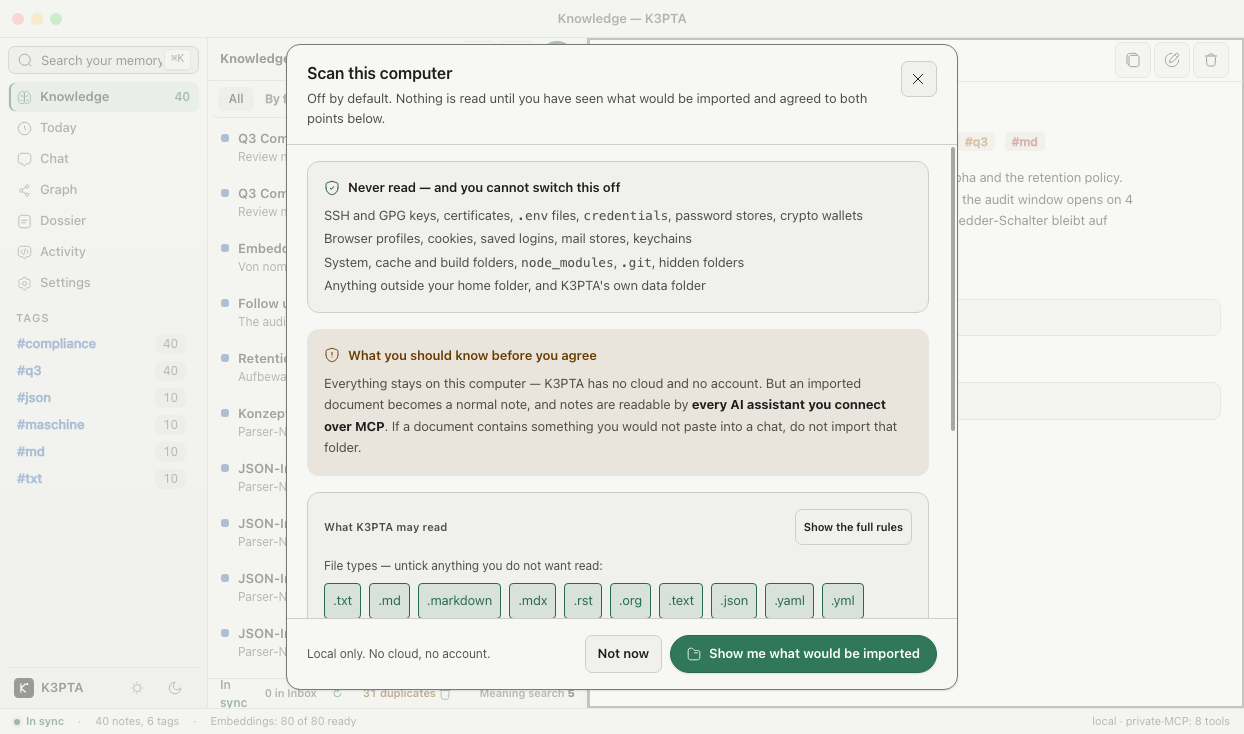 Knowledge — K3PTA
Search your memory ⌘K
Knowledge 40
Today
Chat
Graph
Dossier
Activity
Settings
TAGS
#compliance 40
#q3 40
#json 10
#maschine 10
#md 10
#txt 10
K3PTA
Knowledge
All By f
Q3 Com
Review n
Q3 Com
Review n
Embedd
Von nom
Follow u
The audi
Retentio
Aufbewa
Konzept
Parser-N
JSON-In
Parser-N
JSON-In
Parser-N
JSON-In
Parser-N
JSON-In
Parser-N
In sync 0 in Inbox 31 duplicates Meaning search 5
Scan this computer
Off by default. Nothing is read until you have seen what would be imported and agreed to both
points below.
Never read — and you cannot switch this off
SSH and GPG keys, certificates, .env files, credentials, password stores, crypto wallets
Browser profiles, cookies, saved logins, mail stores, keychains
System, cache and build folders, node_modules, .git, hidden folders
Anything outside your home folder, and K3PTA's own data folder
What you should know before you agree
Everything stays on this computer — K3PTA has no cloud and no account. But an imported
document becomes a normal note, and notes are readable by every AI assistant you connect
over MCP. If a document contains something you would not paste into a chat, do not import that
folder.
What K3PTA may read
Show the full rules
File types — untick anything you do not want read:
.txt .md .markdown .mdx .rst .org .text .json .yaml .yml
Local only. No cloud, no account.
Not now
Show me what would be imported
#q3 #md
and the retention policy.
the audit window opens on 4
bleibt auf
In sync · 40 notes, 6 tags · Embeddings: 80 of 80 ready
local · private·MCP: 8 tools